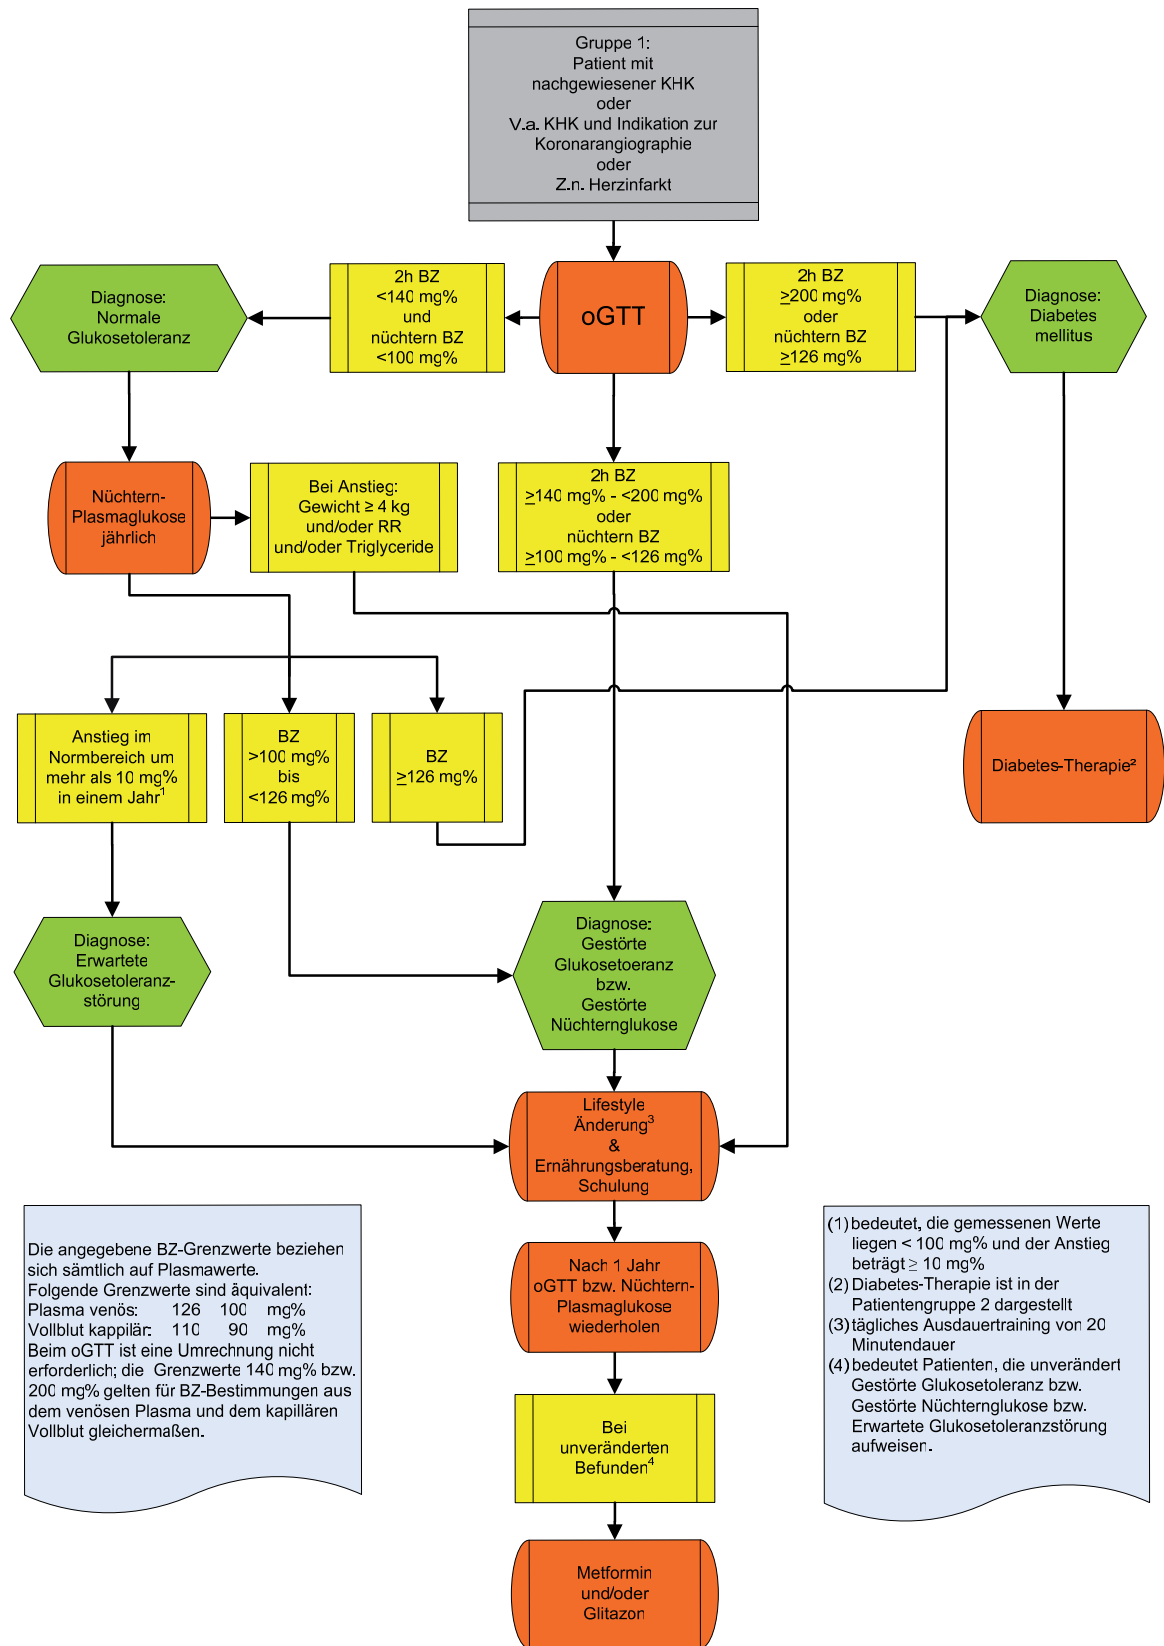 Gruppe 1:
Patient mit
nachgewiesener KHK
oder
V.a. KHK und Indikation zur
Koronarangiographie
oder
Z.n. Herzinfarkt
Diagnose:
Normale
Glukosetoleranz
2h BZ
<140 mg%
und
nüchtern BZ
<100 mg%
oGTT
2h BZ
≥200 mg%
oder
nüchtern BZ
≥126 mg%
Diagnose:
Diabetes
mellitus
Nüchtern-
Plasmaglukose
jährlich
Bei Anstieg:
Gewicht ≥ 4 kg
und/oder RR
und/oder Triglyceride
2h BZ
≥140 mg% - <200 mg%
oder
nüchtern BZ
≥100 mg% - <126 mg%
Anstieg im
Normbereich um
mehr als 10 mg%
in einem Jahr¹
BZ
>100 mg%
bis
<126 mg%
BZ
≥126 mg%
Diabetes-Therapie²
Diagnose:
Erwartete
Glukosetoleranz-
störung
Diagnose:
Gestörte
Glukosetoeranz
bzw.
Gestörte
Nüchternglukose
Lifestyle
Änderung³
&
Ernährungsberatung,
Schulung
Die angegebene BZ-Grenzwerte beziehen
sich sämtlich auf Plasmawerte.
Folgende Grenzwerte sind äquivalent:
Plasma venös: 126 100 mg%
Vollblut kappilär: 110 90 mg%
Beim oGTT ist eine Umrechnung nicht
erforderlich; die Grenzwerte 140 mg% bzw.
200 mg% gelten für BZ-Bestimmungen aus
dem venösen Plasma und dem kapillären
Vollblut gleichermaßen.
Nach 1 Jahr
oGTT bzw. Nüchtern-
Plasmaglukose
wiederholen
(1) bedeutet, die gemessenen Werte
liegen < 100 mg% und der Anstieg
beträgt ≥ 10 mg%
(2) Diabetes-Therapie ist in der
Patientengruppe 2 dargestellt
(3) tägliches Ausdauertraining von 20
Minutendauer
(4) bedeutet Patienten, die unverändert
Gestörte Glukosetoleranz bzw.
Gestörte Nüchternglukose bzw.
Erwartete Glukosetoleranzstörung
aufweisen.
Bei
unveränderten
Befunden⁴
Metformin
und/oder
Glitazon